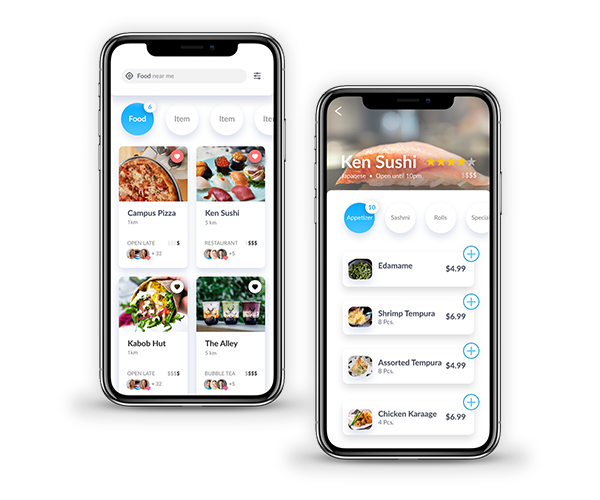 Food near me
6
Food
Item
Item
Item
Campus Pizza
1km
OPEN LATE $$$
+ 32
Ken Sushi
5 km
RESTAURANT $$$
+5
Kabob Hut
1km
OPEN LATE $$$
+ 32
The Alley
5 km
BUBBLE TEA $$$
+5
Ken Sushi
Japanese • Open until 10pm $$$$
10
Appetizer
Sashmi
Rolls
Specia
Edamame
$4.99
Shrimp Tempura
8 Pcs.
$6.99
Assorted Tempura
8 Pcs.
$4.99
Chicken Karaage
4 Pcs.
$6.99